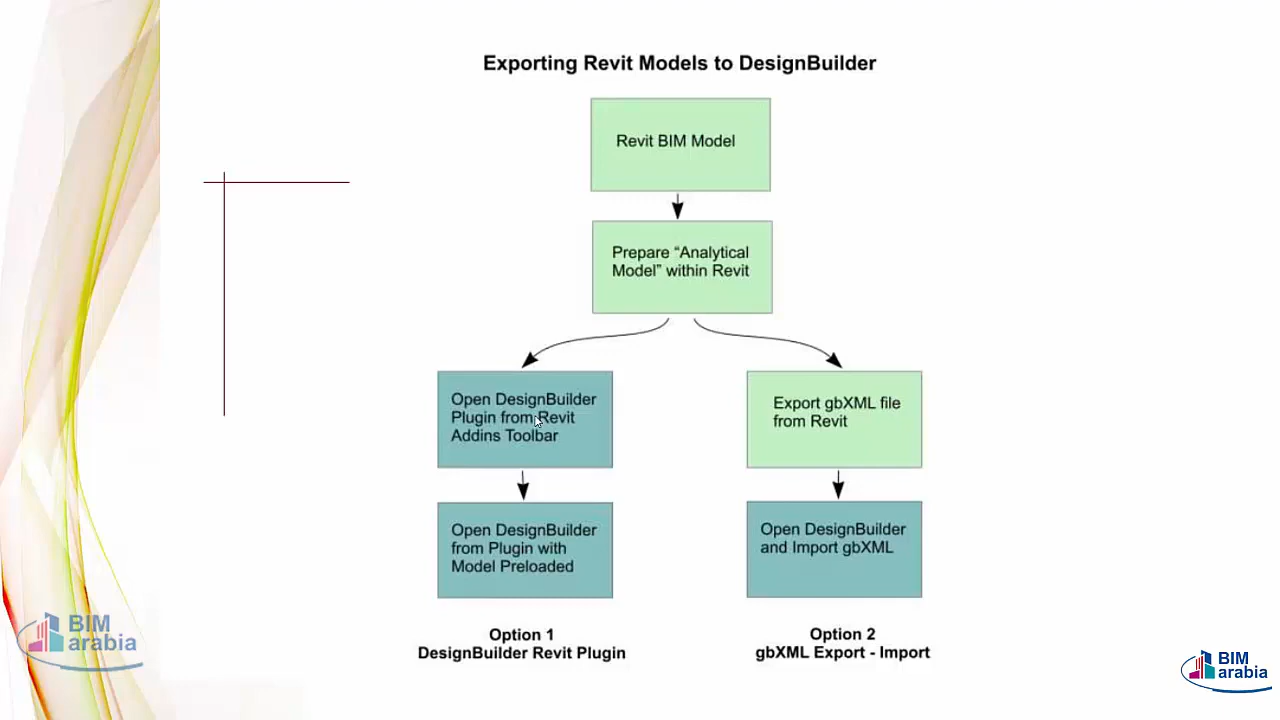 Exporting Revit Models to DesignBuilder
Revit BIM Model
Prepare “Analytical
Model” within Revit
Open DesignBuilder
Plugin from Revit
Addins Toolbar
Open DesignBuilder
from Plugin with
Model Preloaded
Option 1
DesignBuilder Revit Plugin
Export gbXML file
from Revit
Open DesignBuilder
and Import gbXML
Option 2
gbXML Export - Import
BIM
arabia
BIM
arabia